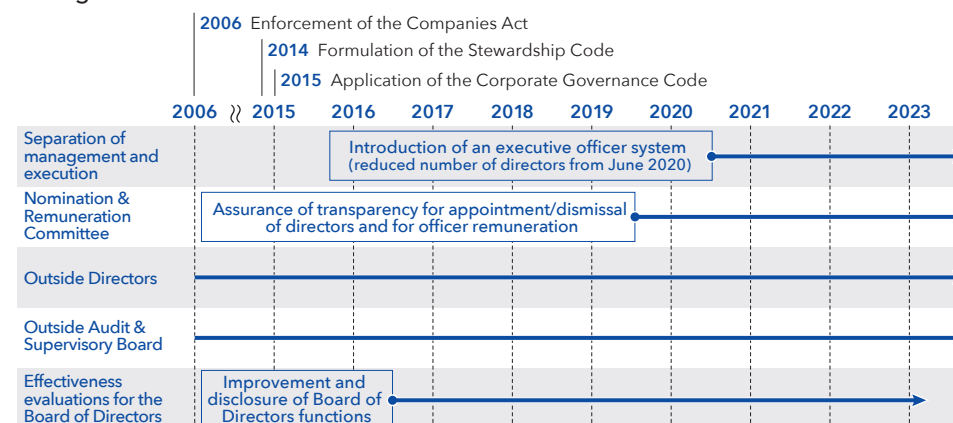 2006 Enforcement of the Companies Act
2014 Formulation of the Stewardship Code
2015 Application of the Corporate Governance Code
2006 2015 2016 2017 2018 2019 2020 2021 2022 2023
Separation of
management and
execution
Introduction of an executive officer system
(reduced number of directors from June 2020)
Nomination &
Remuneration
Committee
Assurance of transparency for appointment/dismissal
of directors and for officer remuneration
Outside Directors
Outside Audit &
Supervisory Board
Effectiveness
evaluations for the
Board of Directors
Improvement and
disclosure of Board of
Directors functions